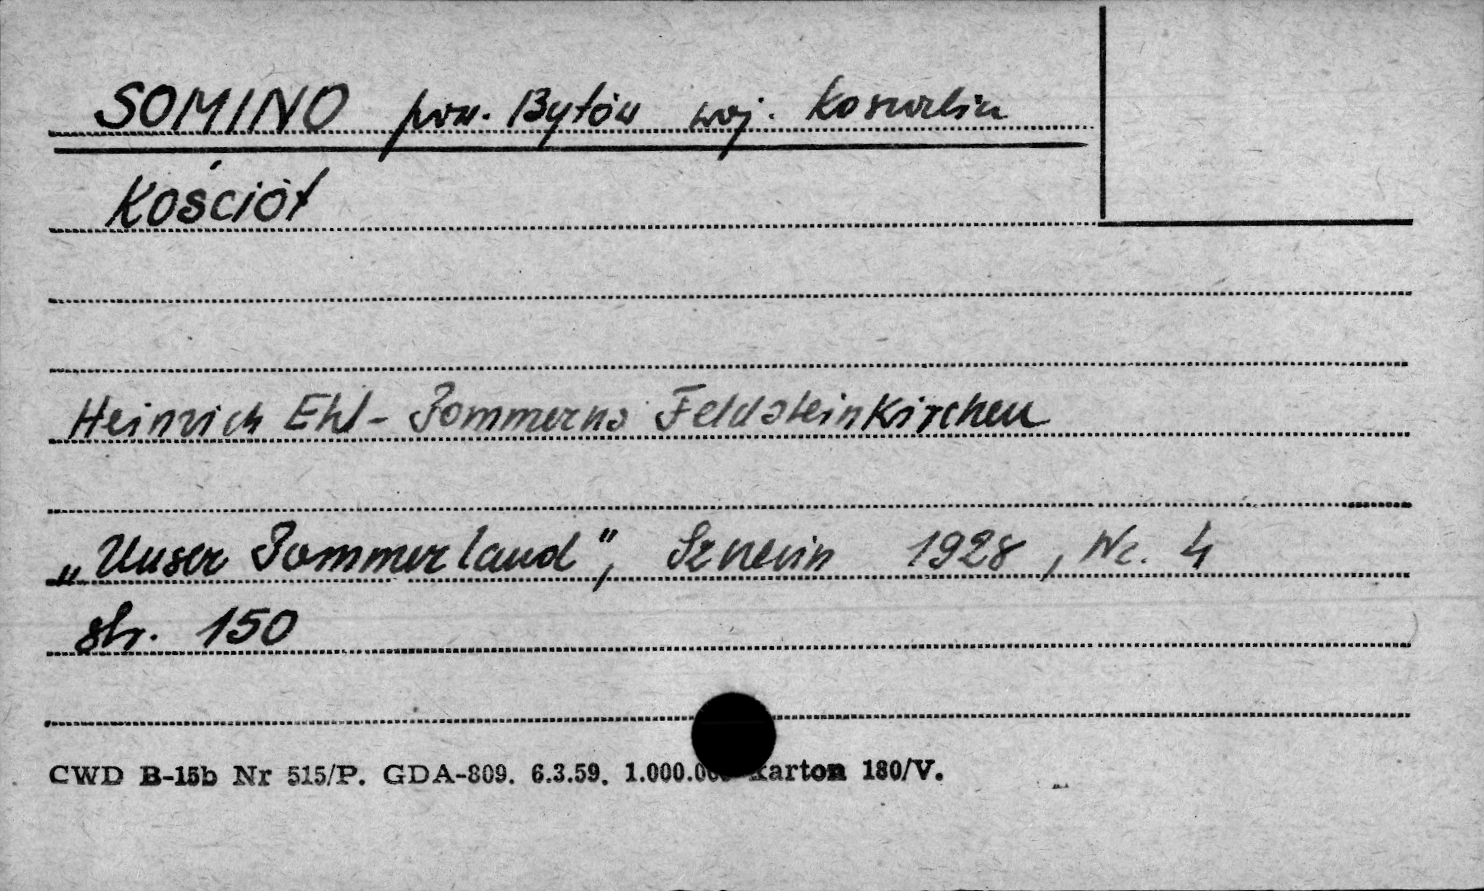 SOMINO pow. Bytów woj. Koszalin
Kościół
Heinrich Ehl - Pommerns Feldsteinkirchen
„Unser Pommerland", Szczecin 1928, Nr. 4
str. 150
CWD B-15b Nr 515/P. GDA-809. 6.3.59. 1.000.000 Karton 180/V.